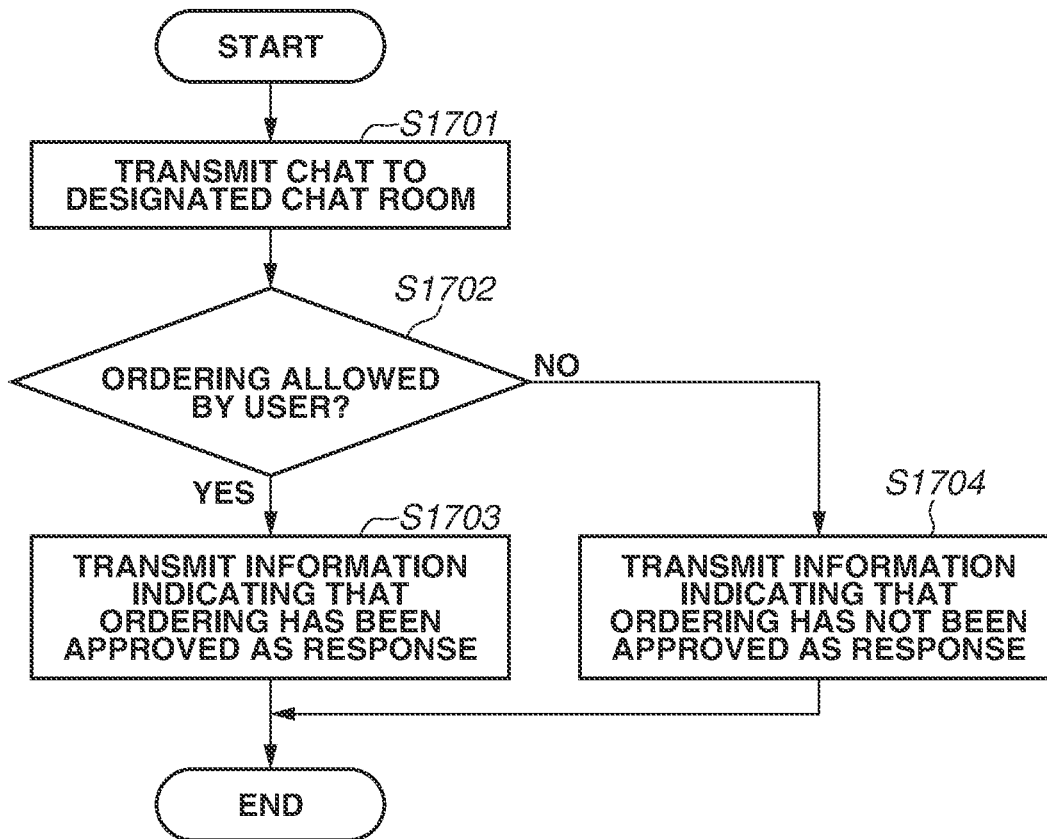 START
S1701
TRANSMIT CHAT TO
DESIGNATED CHAT ROOM
S1702
ORDERING ALLOWED
BY USER?
NO
YES
S1703
TRANSMIT INFORMATION
INDICATING THAT
ORDERING HAS BEEN
APPROVED AS RESPONSE
S1704
TRANSMIT INFORMATION
INDICATING THAT
ORDERING HAS NOT BEEN
APPROVED AS RESPONSE
END